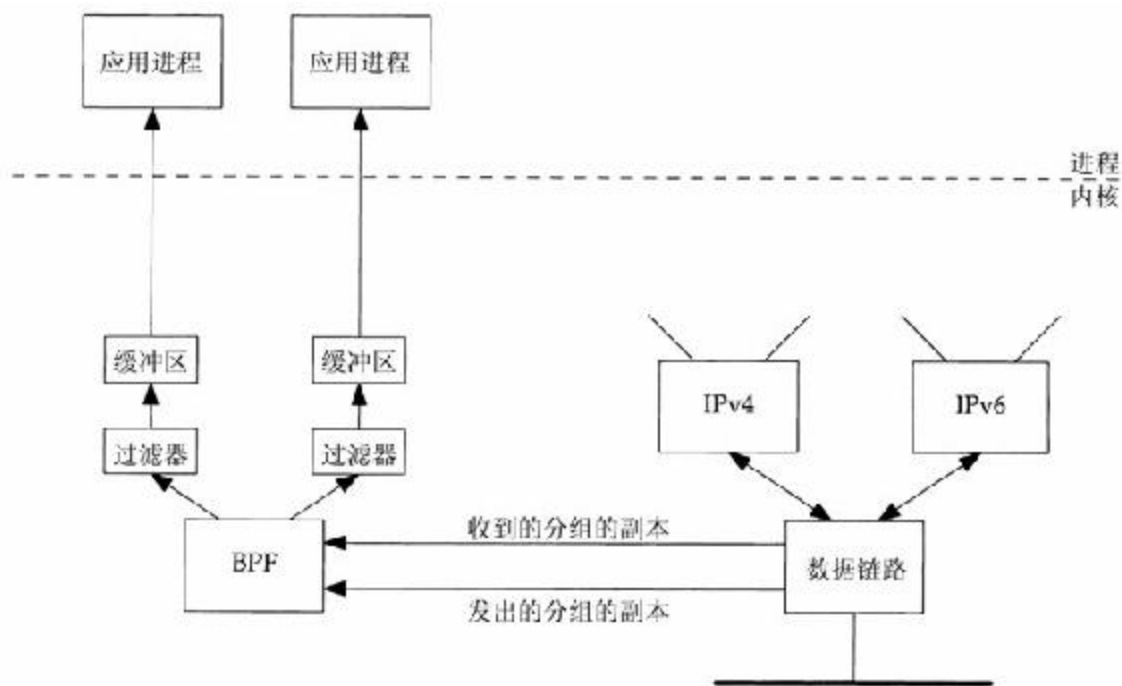 应用进程
应用进程
进程
内核
缓冲区
缓冲区
IPv4
IPv6
过滤器
过滤器
收到的分组的副本
BPF
数据链路
发出的分组的副本